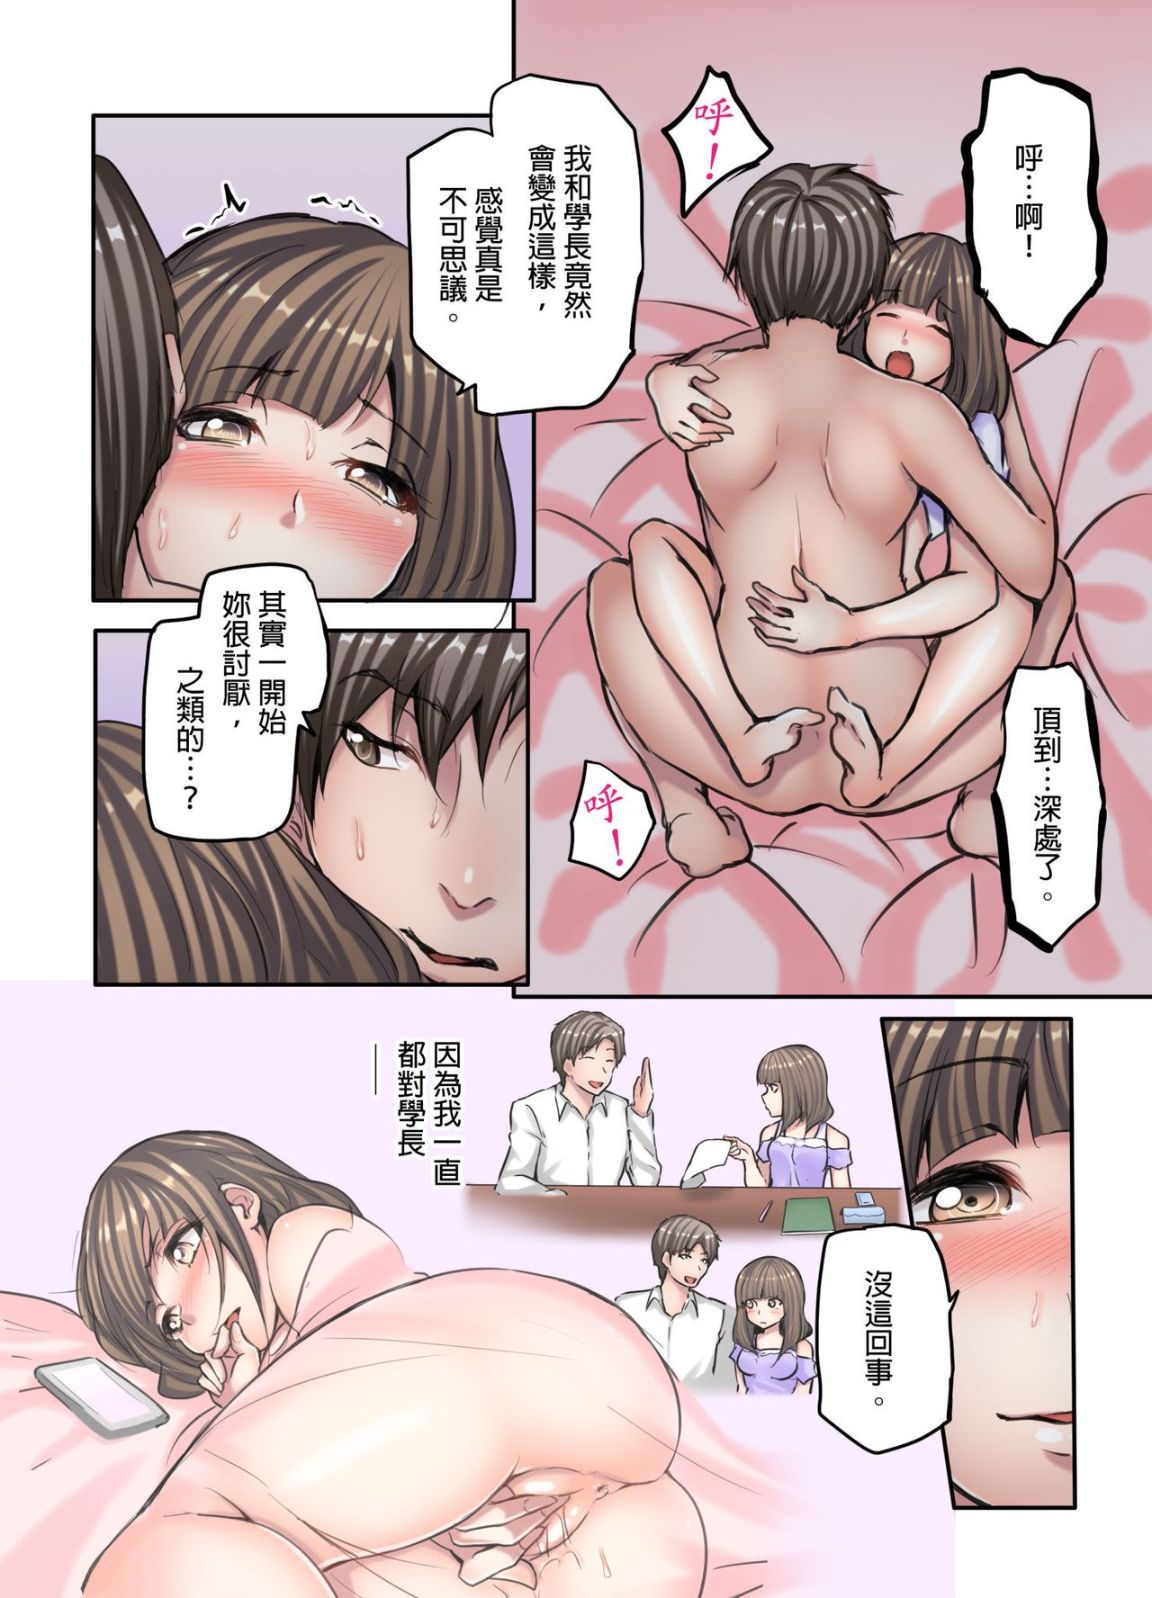 呼…啊！
呼！
頂到…深處了。
呼！
我和學長竟然
會變成這樣，
感覺真是
不可思議。
其實一開始
妳很討厭，
之類的…？
沒這回事。
因為我一直
都對學長
──